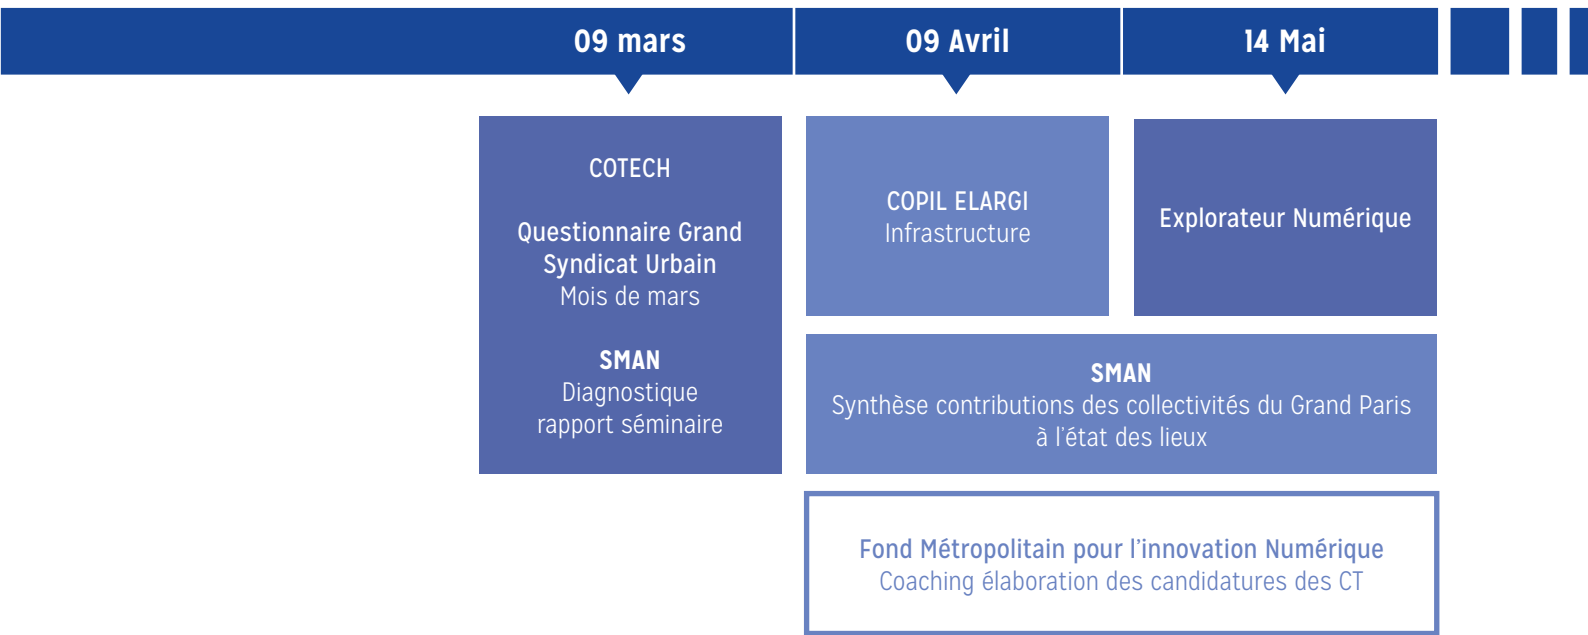 09 mars
09 Avril
14 Mai
COTECH
Questionnaire Grand
Syndicat Urbain
Mois de mars
SMAN
Diagnostique
rapport séminaire
COPIL ELARGI
Infrastructure
Explorateur Numérique
SMAN
Synthèse contributions des collectivités du Grand Paris
à l'état des lieux
Fond Métropolitain pour l'innovation Numérique
Coaching élaboration des candidatures des CT